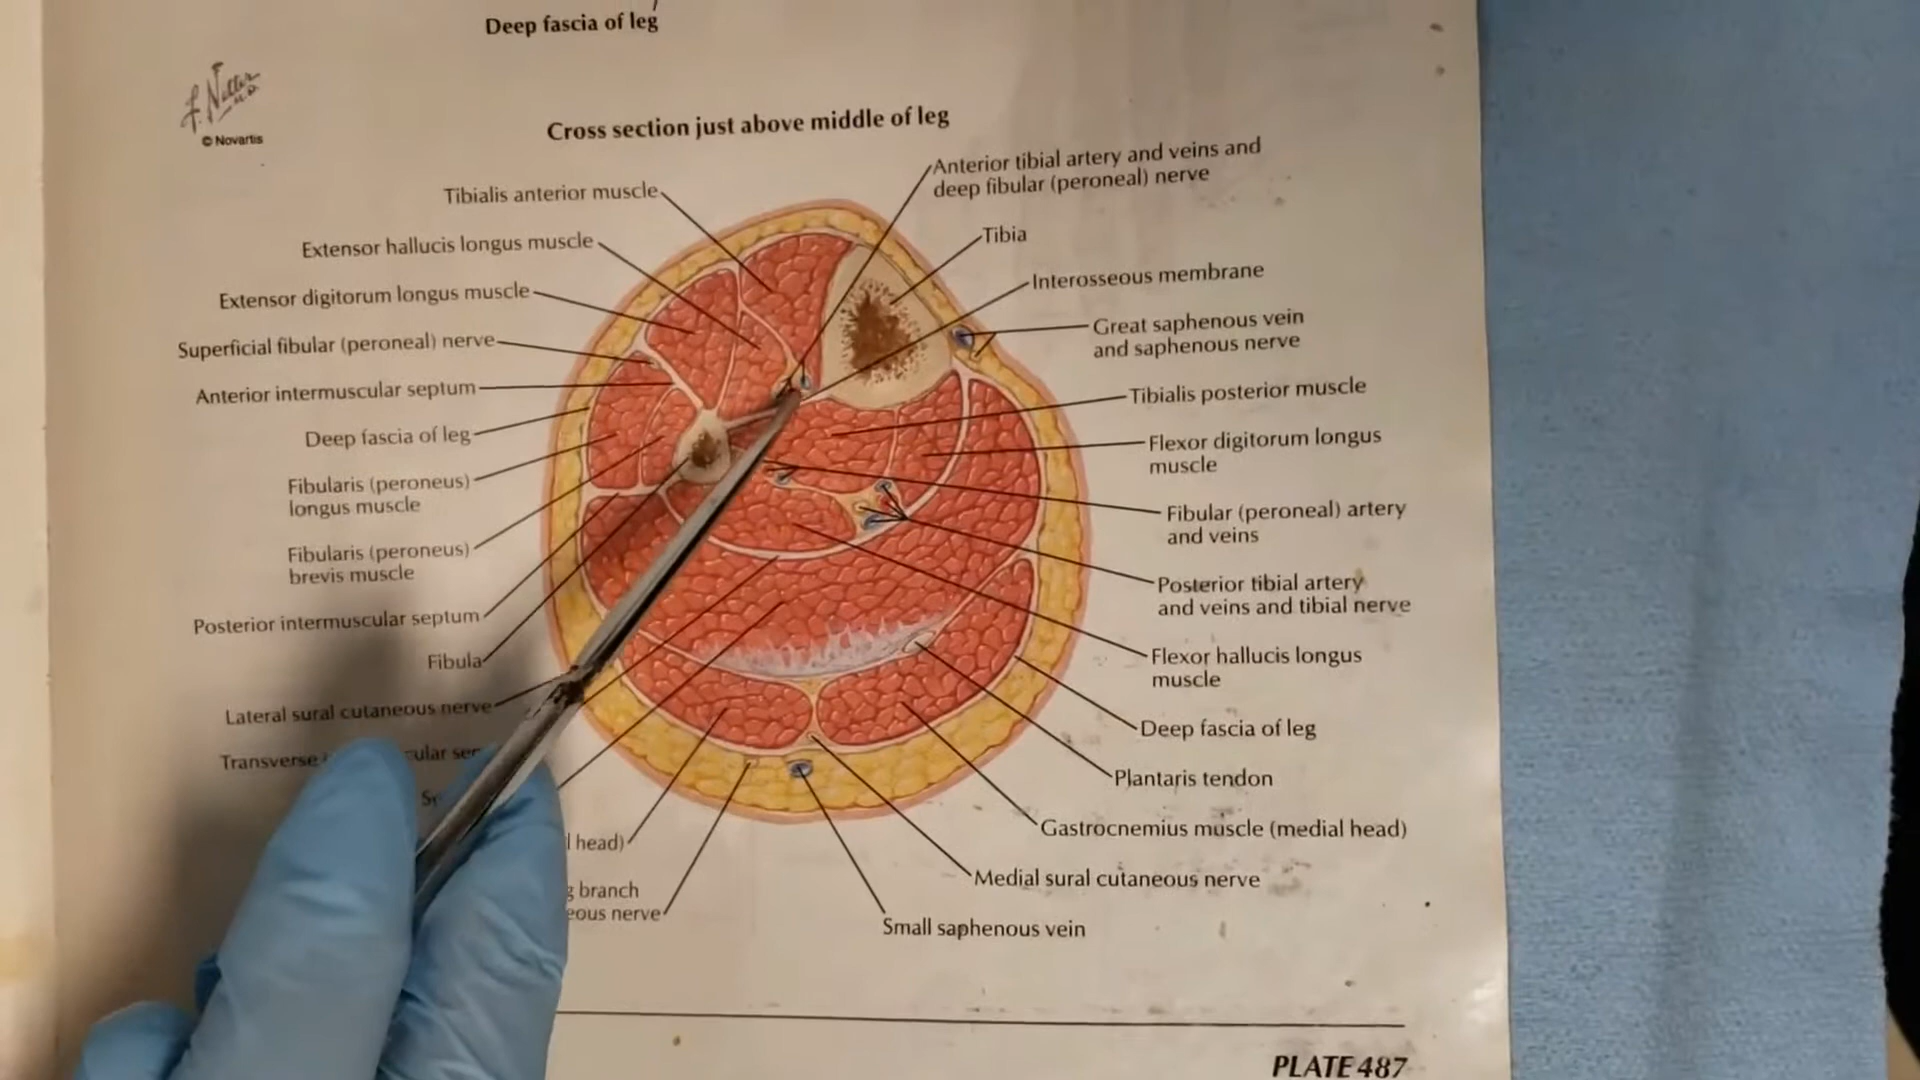 Deep fascia of leg
F. Netter M.D.
© Novartis
Cross section just above middle of leg
Anterior tibial artery and veins and
deep fibular (peroneal) nerve
Tibialis anterior muscle
Tibia
Extensor hallucis longus muscle
Interosseous membrane
Extensor digitorum longus muscle
Great saphenous vein
and saphenous nerve
Superficial fibular (peroneal) nerve
Anterior intermuscular septum
Tibialis posterior muscle
Deep fascia of leg
Flexor digitorum longus
muscle
Fibularis (peroneus)
longus muscle
Fibular (peroneal) artery
and veins
Fibularis (peroneus)
brevis muscle
Posterior tibial artery
and veins and tibial nerve
Posterior intermuscular septum
Fibula
Flexor hallucis longus
muscle
Lateral sural cutaneous nerve
Deep fascia of leg
Transverse
Plantaris tendon
head)
Gastrocnemius muscle (medial head)
branch
nerve
Medial sural cutaneous nerve
Small saphenous vein
PLATE 487